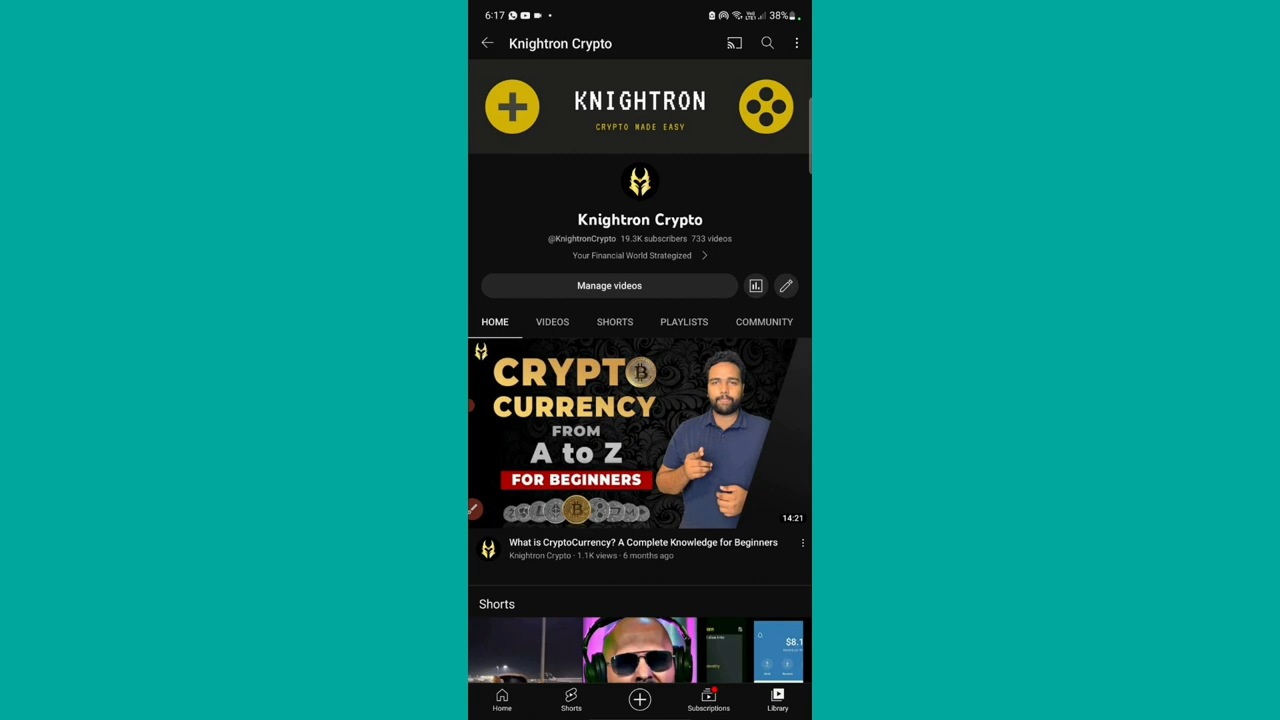 6:17
38%
Knightron Crypto
KNIGHTRON
CRYPTO MADE EASY
Knightron Crypto
@KnightronCrypto 19.3K subscribers 733 videos
Your Financial World Strategized
Manage videos
HOME VIDEOS SHORTS PLAYLISTS COMMUNITY
CRYPTO
CURRENCY
FROM
A to Z
FOR BEGINNERS
14:21
What is CryptoCurrency? A Complete Knowledge for Beginners
Knightron Crypto · 1.1K views · 6 months ago
Shorts
$8.1
Home Shorts Subscriptions Library